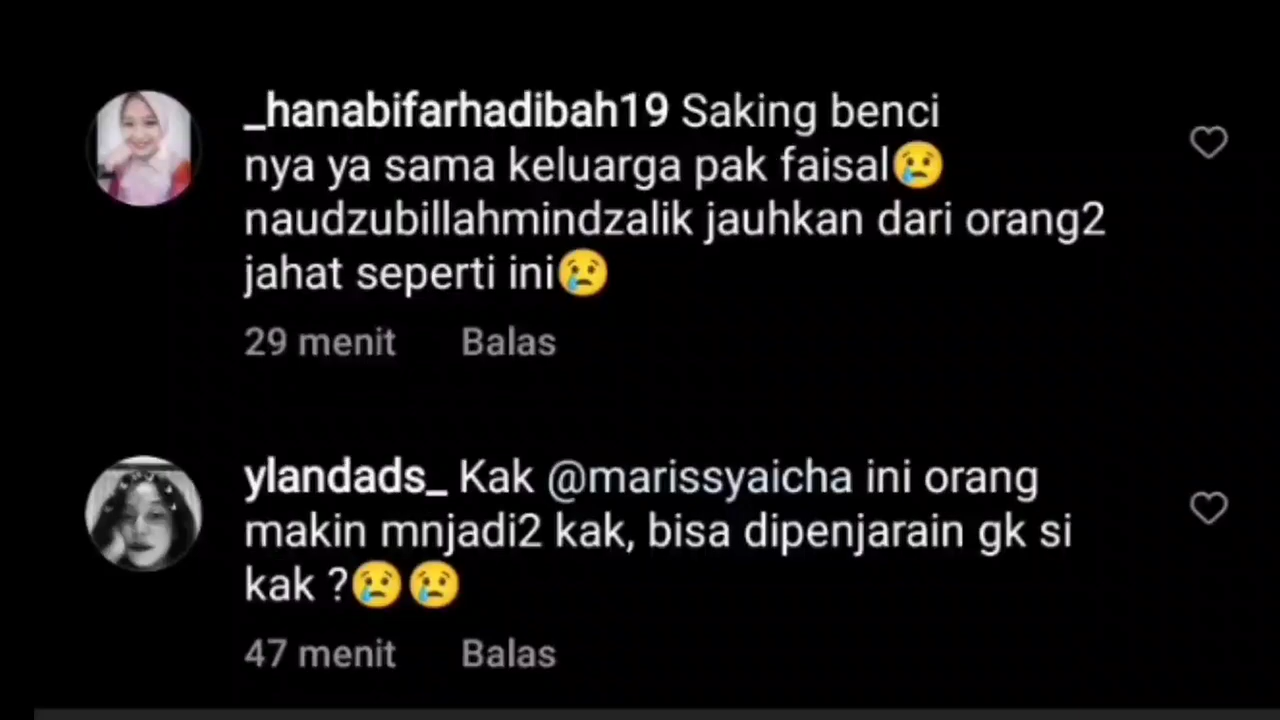 _hanabifarhadibah19 Saking benci
nya ya sama keluarga pak faisal😢
naudzubillahmindzalik jauhkan dari orang2
jahat seperti ini😢
29 menit Balas
ylandads_ Kak @marissyaicha ini orang
makin mnjadi2 kak, bisa dipenjarain gk si
kak ?😢😢
47 menit Balas